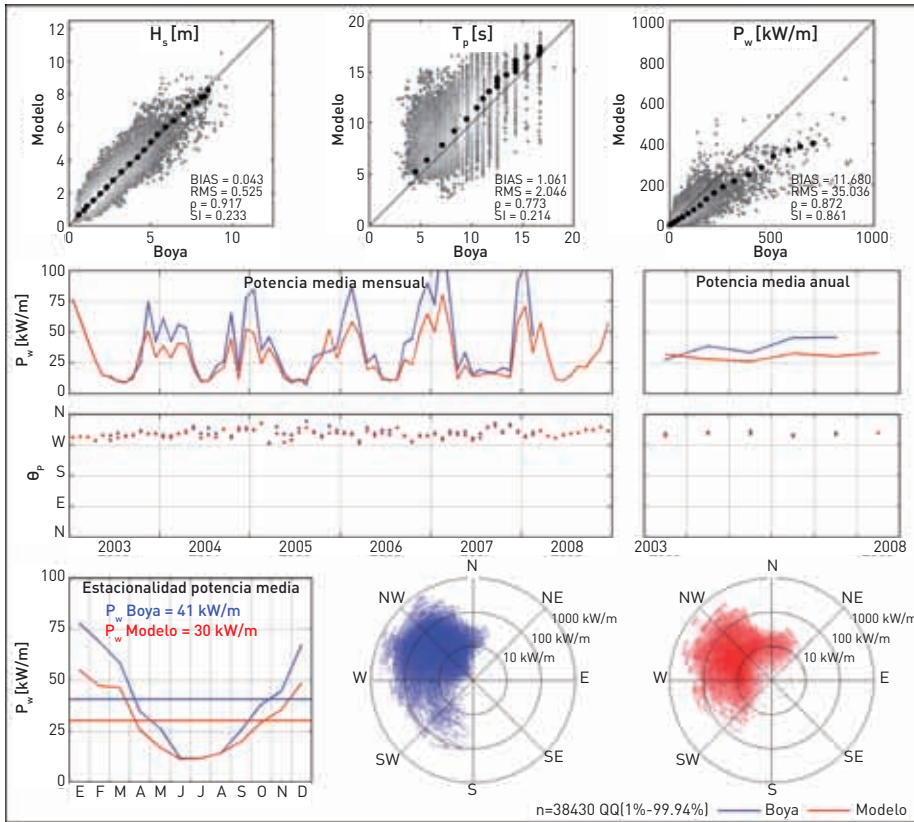 Hs [m]
Modelo
12
10
8
6
4
2
0
0
5
10
Boya
BIAS = 0.043
RMS = 0.525
ρ = 0.917
SI = 0.233
Tp [s]
Modelo
20
15
10
5
0
0
5
10
15
20
Boya
BIAS = 1.061
RMS = 2.046
ρ = 0.773
SI = 0.214
Pw [kW/m]
Modelo
1000
800
600
400
200
0
0
500
1000
Boya
BIAS = 11.680
RMS = 35.036
ρ = 0.872
SI = 0.861
Potencia media mensual
Pw [kW/m]
100
75
50
25
0
Potencia media anual
θP
N
W
S
E
N
2003
2004
2005
2006
2007
2008
2003
2008
Estacionalidad potencia media
Pw Boya = 41 kW/m
Pw Modelo = 30 kW/m
Pw [kW/m]
100
75
50
25
0
E F M A M J J A S O N D
N
NE
E
SE
S
SW
W
NW
1000 kW/m
100 kW/m
10 kW/m
N
NE
E
SE
S
SW
W
NW
1000 kW/m
100 kW/m
10 kW/m
n=38430 QQ(1%-99.94%) Boya Modelo